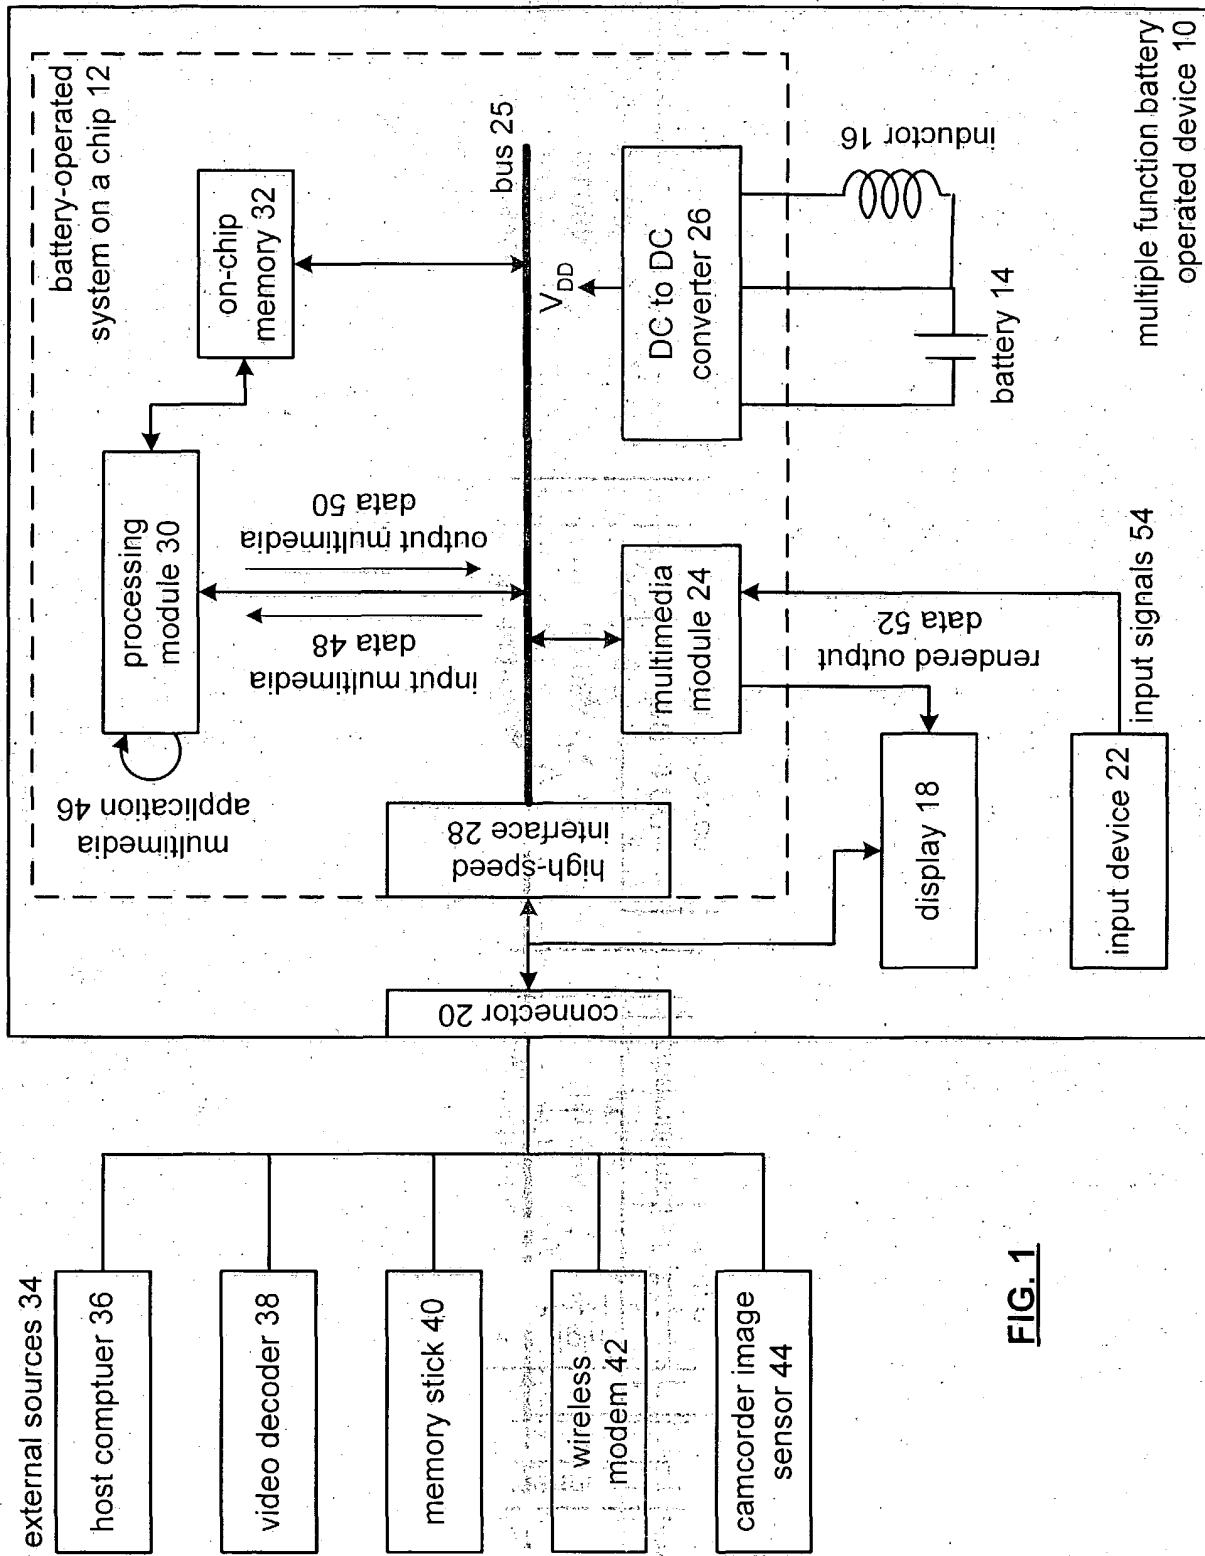 external sources 34
host comptuer 36
video decoder 38
memory stick 40
wireless
modem 42
camcorder image
sensor 44
connector 20
high-speed
interface 28
multimedia
application 46
processing
module 30
input multimedia
data 48
output multimedia
data 50
on-chip
memory 32
battery-operated
system on a chip 12
bus 25
multimedia
module 24
V_DD
DC to DC
converter 26
inductor 16
battery 14
rendered output
data 52
display 18
input device 22
input signals 54
multiple function battery
operated device 10
FIG. 1